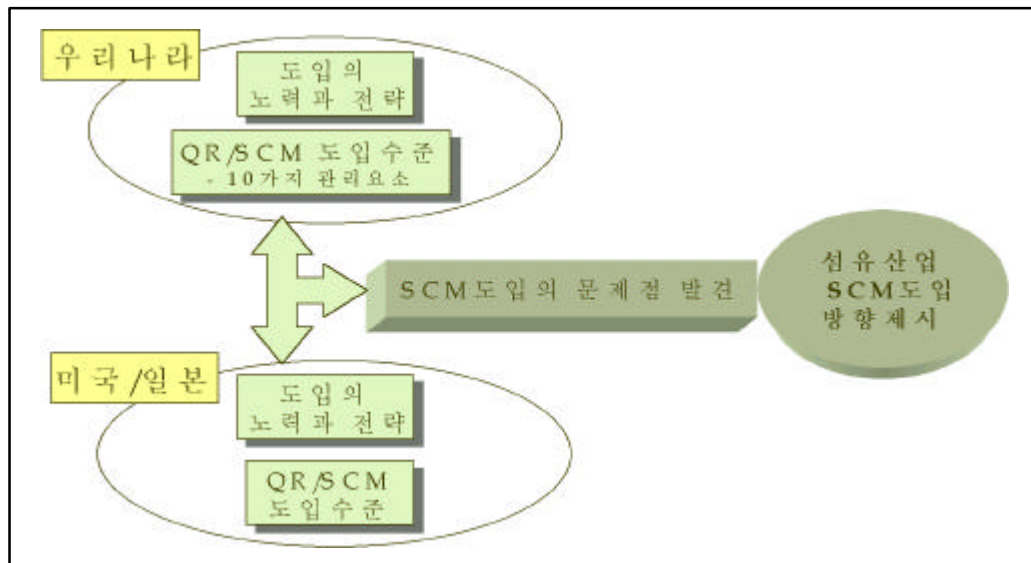 우리나라
도입의
노력과 전략
QR/SCM 도입수준
- 10가지 관리요소
SCM도입의 문제점 발견
섬유산업
SCM도입
방향제시
미국/일본
도입의
노력과 전략
QR/SCM
도입수준